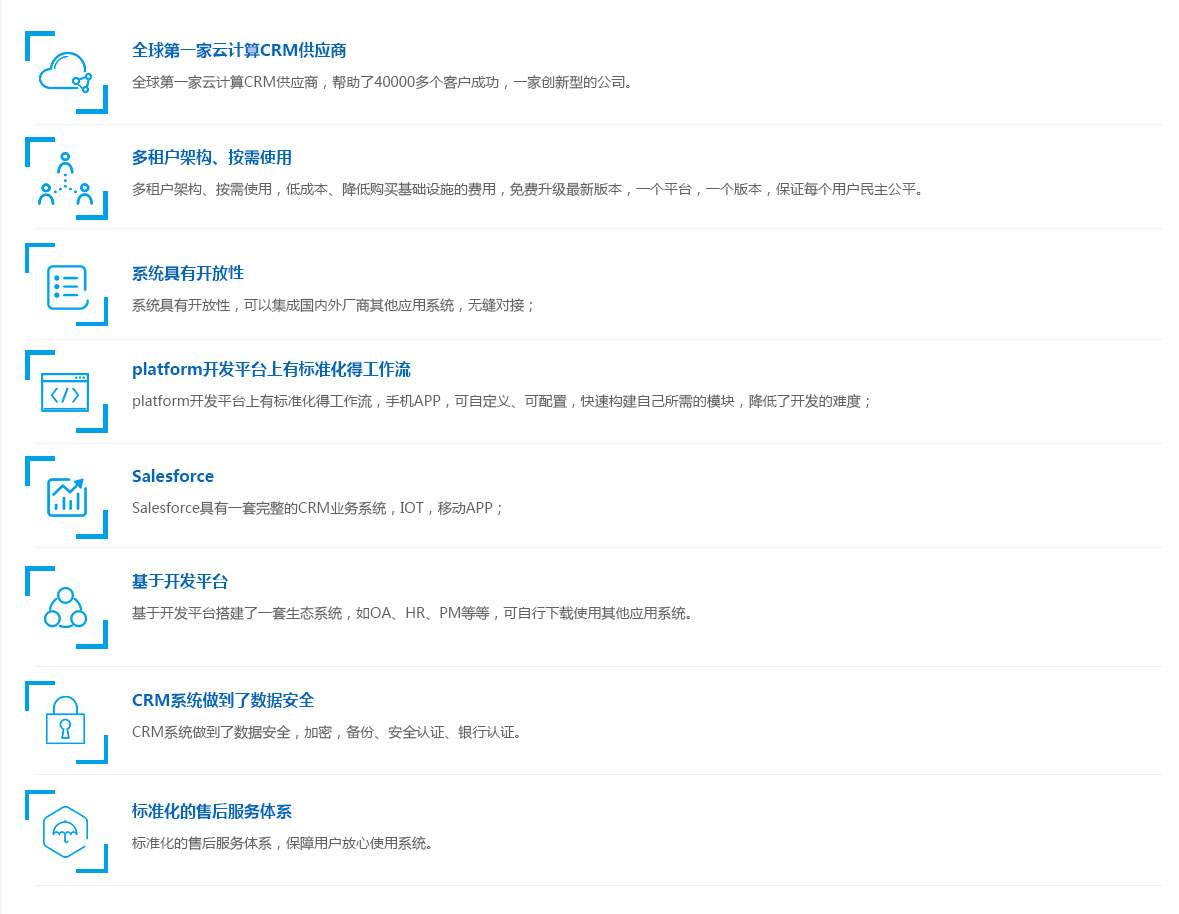 全球第一家云计算CRM供应商
全球第一家云计算CRM供应商，帮助了40000多个客户成功，一家创新型的公司。
多租户架构、按需使用
多租户架构、按需使用，低成本、降低购买基础设施的费用，免费升级最新版本，一个平台，一个版本，保证每个用户民主公平。
系统具有开放性
系统具有开放性，可以集成国内外厂商其他应用系统，无缝对接；
platform开发平台上有标准化得工作流
platform开发平台上有标准化得工作流，手机APP，可自定义、可配置，快速构建自己所需的模块，降低了开发的难度；
Salesforce
Salesforce具有一套完整的CRM业务系统，IOT，移动APP；
基于开发平台
基于开发平台搭建了一套生态系统，如OA、HR、PM等等，可自行下载使用其他应用系统。
CRM系统做到了数据安全
CRM系统做到了数据安全，加密，备份、安全认证、银行认证。
标准化的售后服务体系
标准化的售后服务体系，保障用户放心使用系统。